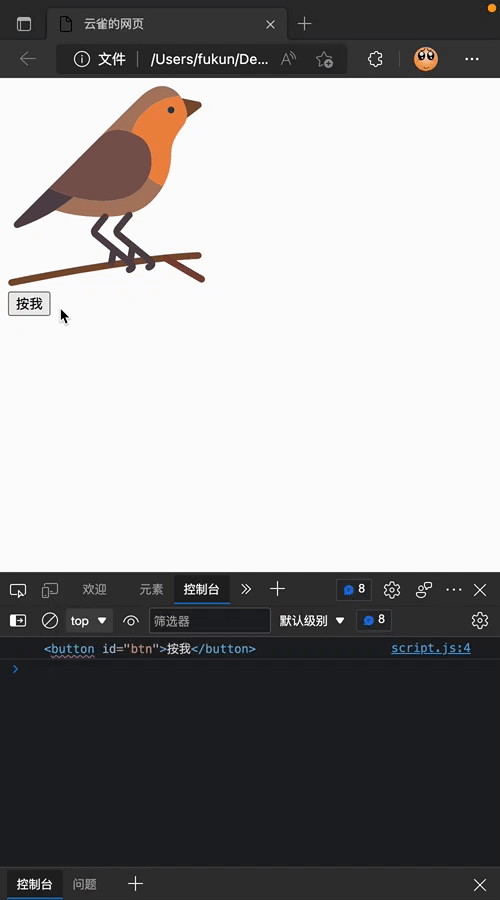 云雀的网页
文件 /Users/fukun/De...
按我
欢迎 元素 控制台 8
top 筛选器 默认级别 8
<button id="btn">按我</button> script.js:4
控制台 问题